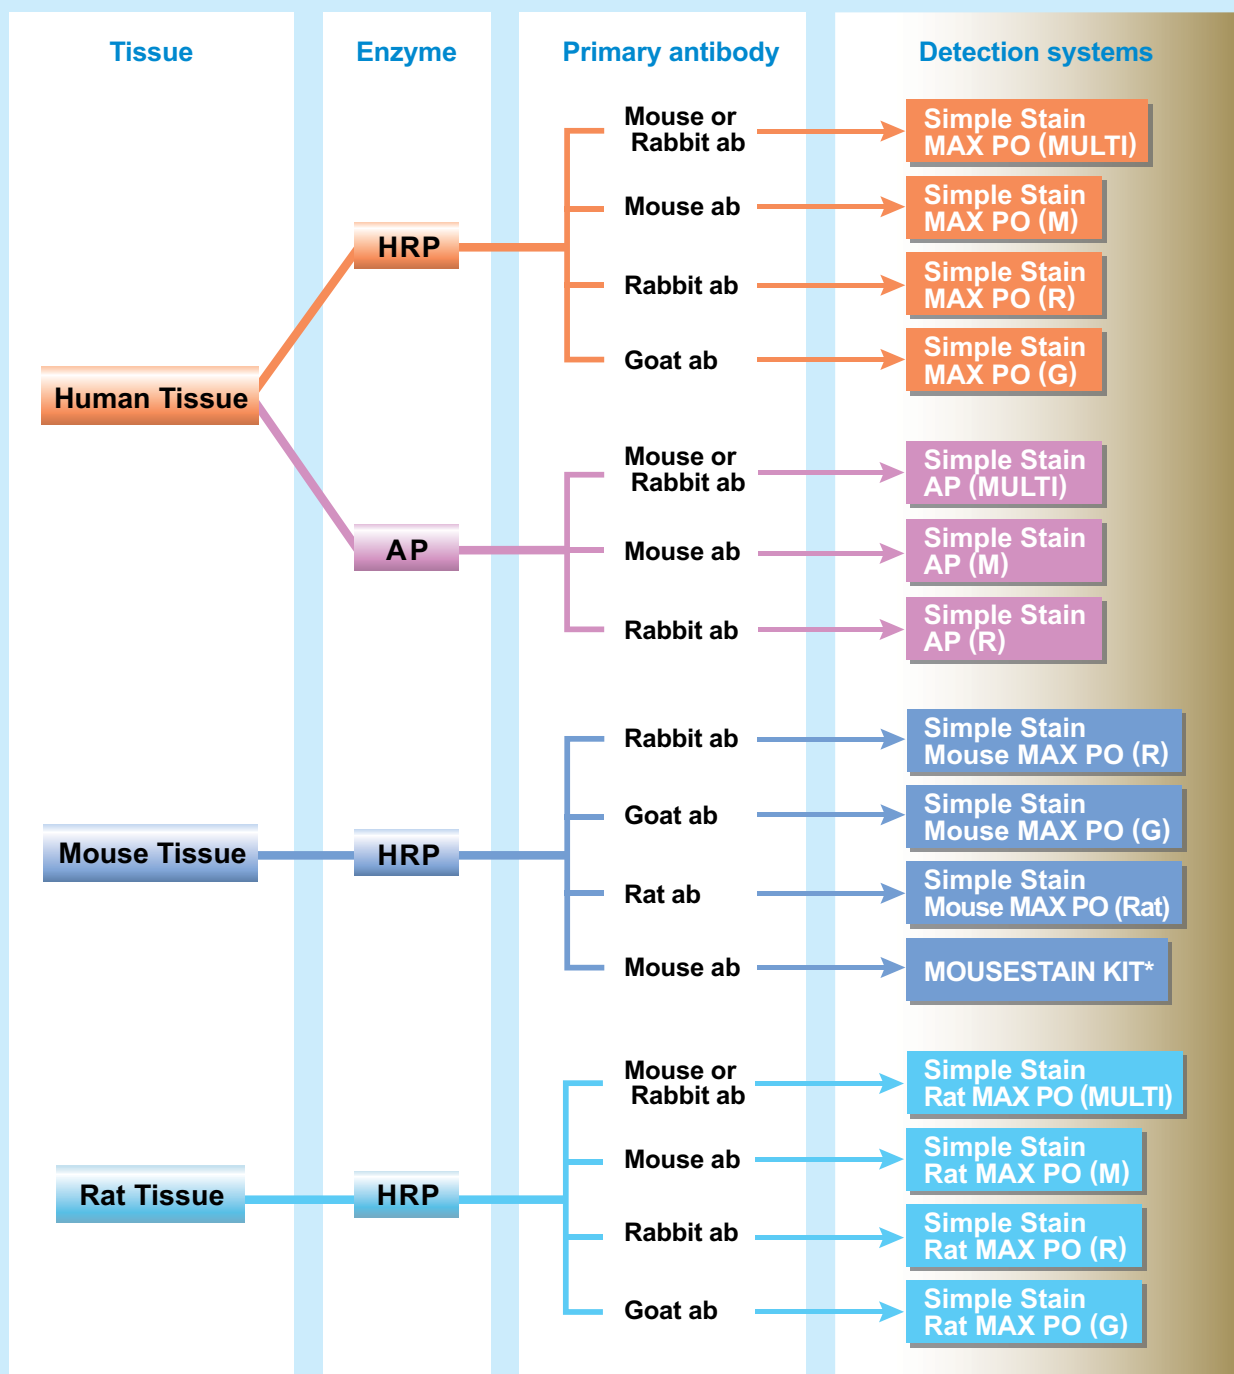 Tissue
Enzyme
Primary antibody
Detection systems
Human Tissue
HRP
Mouse or
Rabbit ab
Simple Stain
MAX PO (MULTI)
Mouse ab
Simple Stain
MAX PO (M)
Rabbit ab
Simple Stain
MAX PO (R)
Goat ab
Simple Stain
MAX PO (G)
AP
Mouse or
Rabbit ab
Simple Stain
AP (MULTI)
Mouse ab
Simple Stain
AP (M)
Rabbit ab
Simple Stain
AP (R)
Mouse Tissue
HRP
Rabbit ab
Simple Stain
Mouse MAX PO (R)
Goat ab
Simple Stain
Mouse MAX PO (G)
Rat ab
Simple Stain
Mouse MAX PO (Rat)
Mouse ab
MOUSESTAIN KIT*
Rat Tissue
HRP
Mouse or
Rabbit ab
Simple Stain
Rat MAX PO (MULTI)
Mouse ab
Simple Stain
Rat MAX PO (M)
Rabbit ab
Simple Stain
Rat MAX PO (R)
Goat ab
Simple Stain
Rat MAX PO (G)